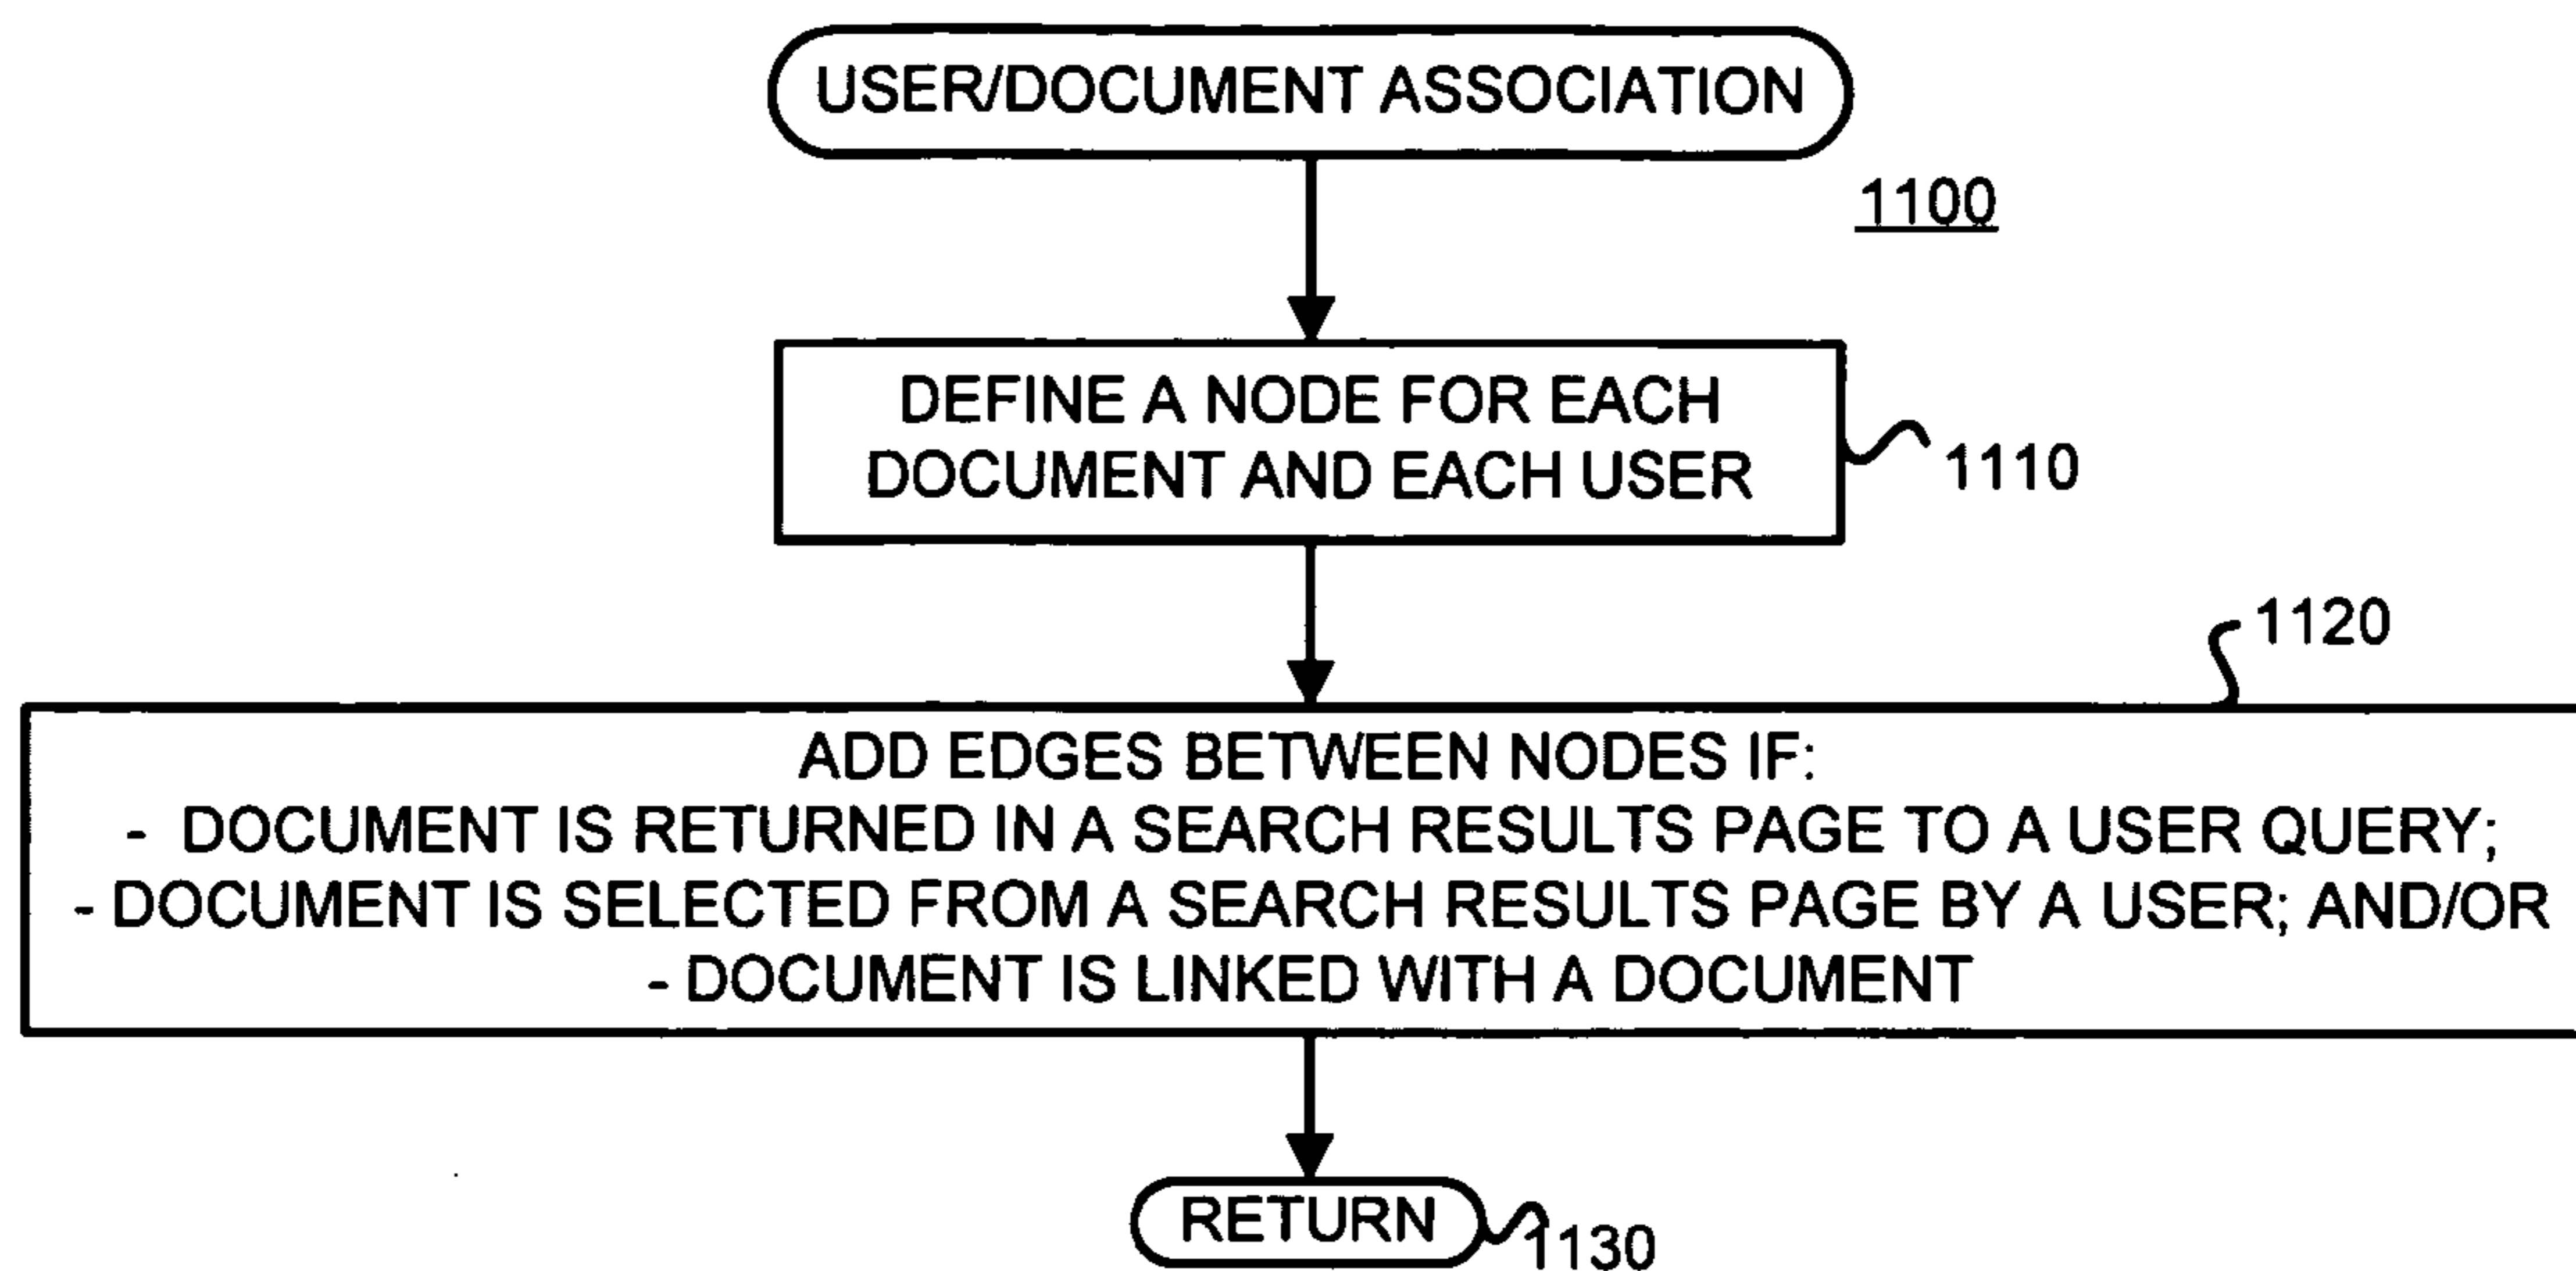 USER/DOCUMENT ASSOCIATION
1100
DEFINE A NODE FOR EACH
DOCUMENT AND EACH USER
1110
1120
ADD EDGES BETWEEN NODES IF:
- DOCUMENT IS RETURNED IN A SEARCH RESULTS PAGE TO A USER QUERY;
- DOCUMENT IS SELECTED FROM A SEARCH RESULTS PAGE BY A USER; AND/OR
- DOCUMENT IS LINKED WITH A DOCUMENT
RETURN
1130